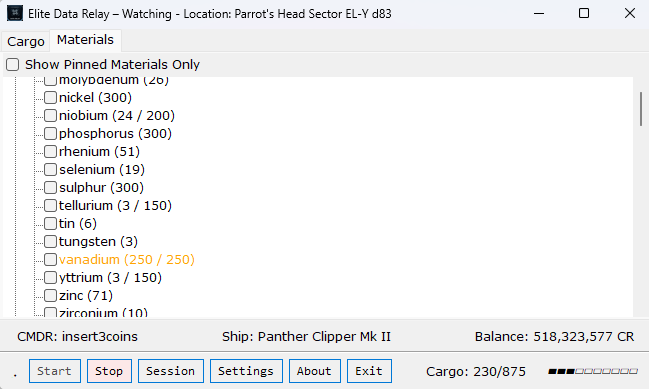 Elite Data Relay – Watching - Location: Parrot's Head Sector EL-Y d83
Cargo Materials
Show Pinned Materials Only
molybdenum (26)
nickel (300)
niobium (24 / 200)
phosphorus (300)
rhenium (51)
selenium (19)
sulphur (300)
tellurium (3 / 150)
tin (6)
tungsten (3)
vanadium (250 / 250)
yttrium (3 / 150)
zinc (71)
zirconium (10)
CMDR: insert3coins Ship: Panther Clipper Mk II Balance: 518,323,577 CR
. Start Stop Session Settings About Exit Cargo: 230/875 ■■■□□□□□□□